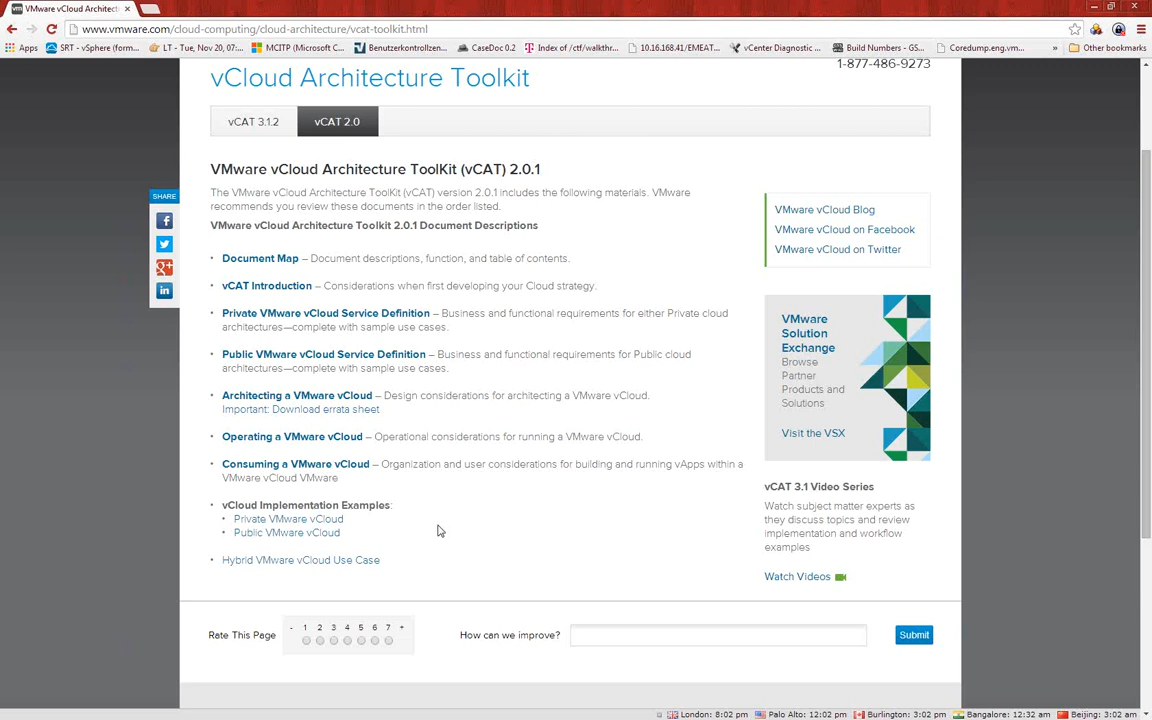 VMware vCloud Architect
www.vmware.com/cloud-computing/cloud-architecture/vcat-toolkit.html
Apps SRT - vSphere (form... LT - Tue, Nov 20, 07:... MCITP (Microsoft C... Benutzerkontrollzen... CaseDoc 0.2 Index of /ctf/walkthr... 10.16.168.41/EMEAT... vCenter Diagnostic ... Build Numbers - GS... Coredump.eng.vm... » Other bookmarks
1-877-486-9273
vCloud Architecture Toolkit
vCAT 3.1.2 vCAT 2.0
VMware vCloud Architecture ToolKit (vCAT) 2.0.1
The VMware vCloud Architecture ToolKit (vCAT) version 2.0.1 includes the following materials. VMware
recommends you review these documents in the order listed.
VMware vCloud Architecture Toolkit 2.0.1 Document Descriptions
• Document Map – Document descriptions, function, and table of contents.
• vCAT Introduction – Considerations when first developing your Cloud strategy.
• Private VMware vCloud Service Definition – Business and functional requirements for either Private cloud
architectures—complete with sample use cases.
• Public VMware vCloud Service Definition – Business and functional requirements for Public cloud
architectures—complete with sample use cases.
• Architecting a VMware vCloud – Design considerations for architecting a VMware vCloud.
Important: Download errata sheet
• Operating a VMware vCloud – Operational considerations for running a VMware vCloud.
• Consuming a VMware vCloud – Organization and user considerations for building and running vApps within a
VMware vCloud VMware
• vCloud Implementation Examples:
• Private VMware vCloud
• Public VMware vCloud
• Hybrid VMware vCloud Use Case
SHARE
f
g+
in
VMware vCloud Blog
VMware vCloud on Facebook
VMware vCloud on Twitter
VMware
Solution
Exchange
Browse
Partner
Products and
Solutions
Visit the VSX
vCAT 3.1 Video Series
Watch subject matter experts as
they discuss topics and review
implementation and workflow
examples
Watch Videos
Rate This Page - 1 2 3 4 5 6 7 + How can we improve? Submit
London: 8:02 pm Palo Alto: 12:02 pm Burlington: 3:02 pm Bangalore: 12:32 am Beijing: 3:02 am